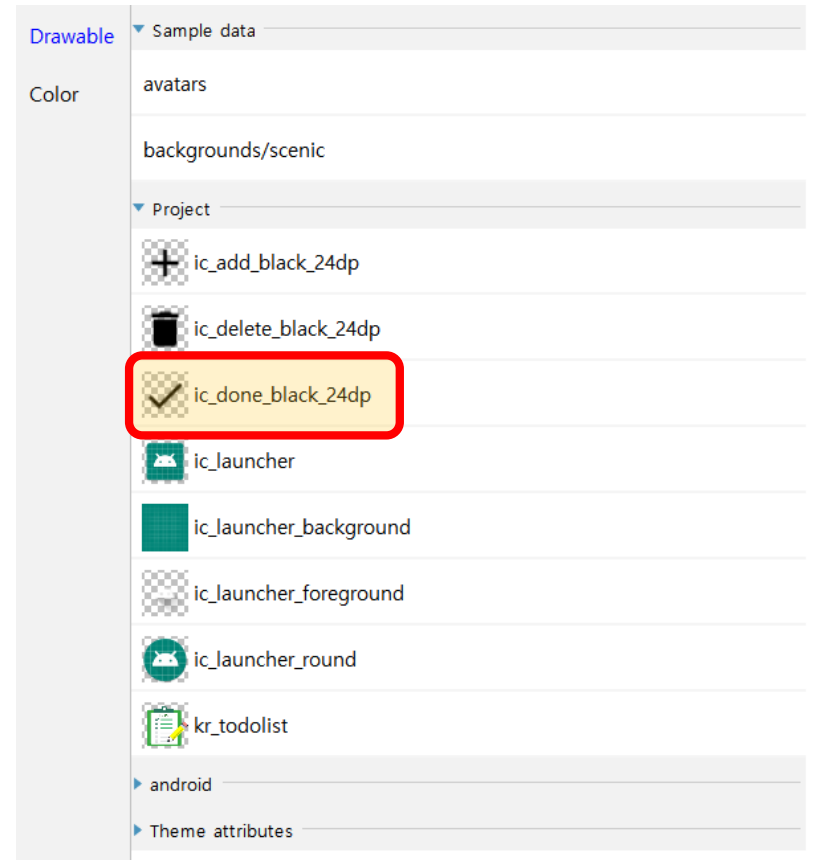 Drawable
Color
Sample data
avatars
backgrounds/scenic
Project
ic_add_black_24dp
ic_delete_black_24dp
ic_done_black_24dp
ic_launcher
ic_launcher_background
ic_launcher_foreground
ic_launcher_round
kr_todolist
android
Theme attributes